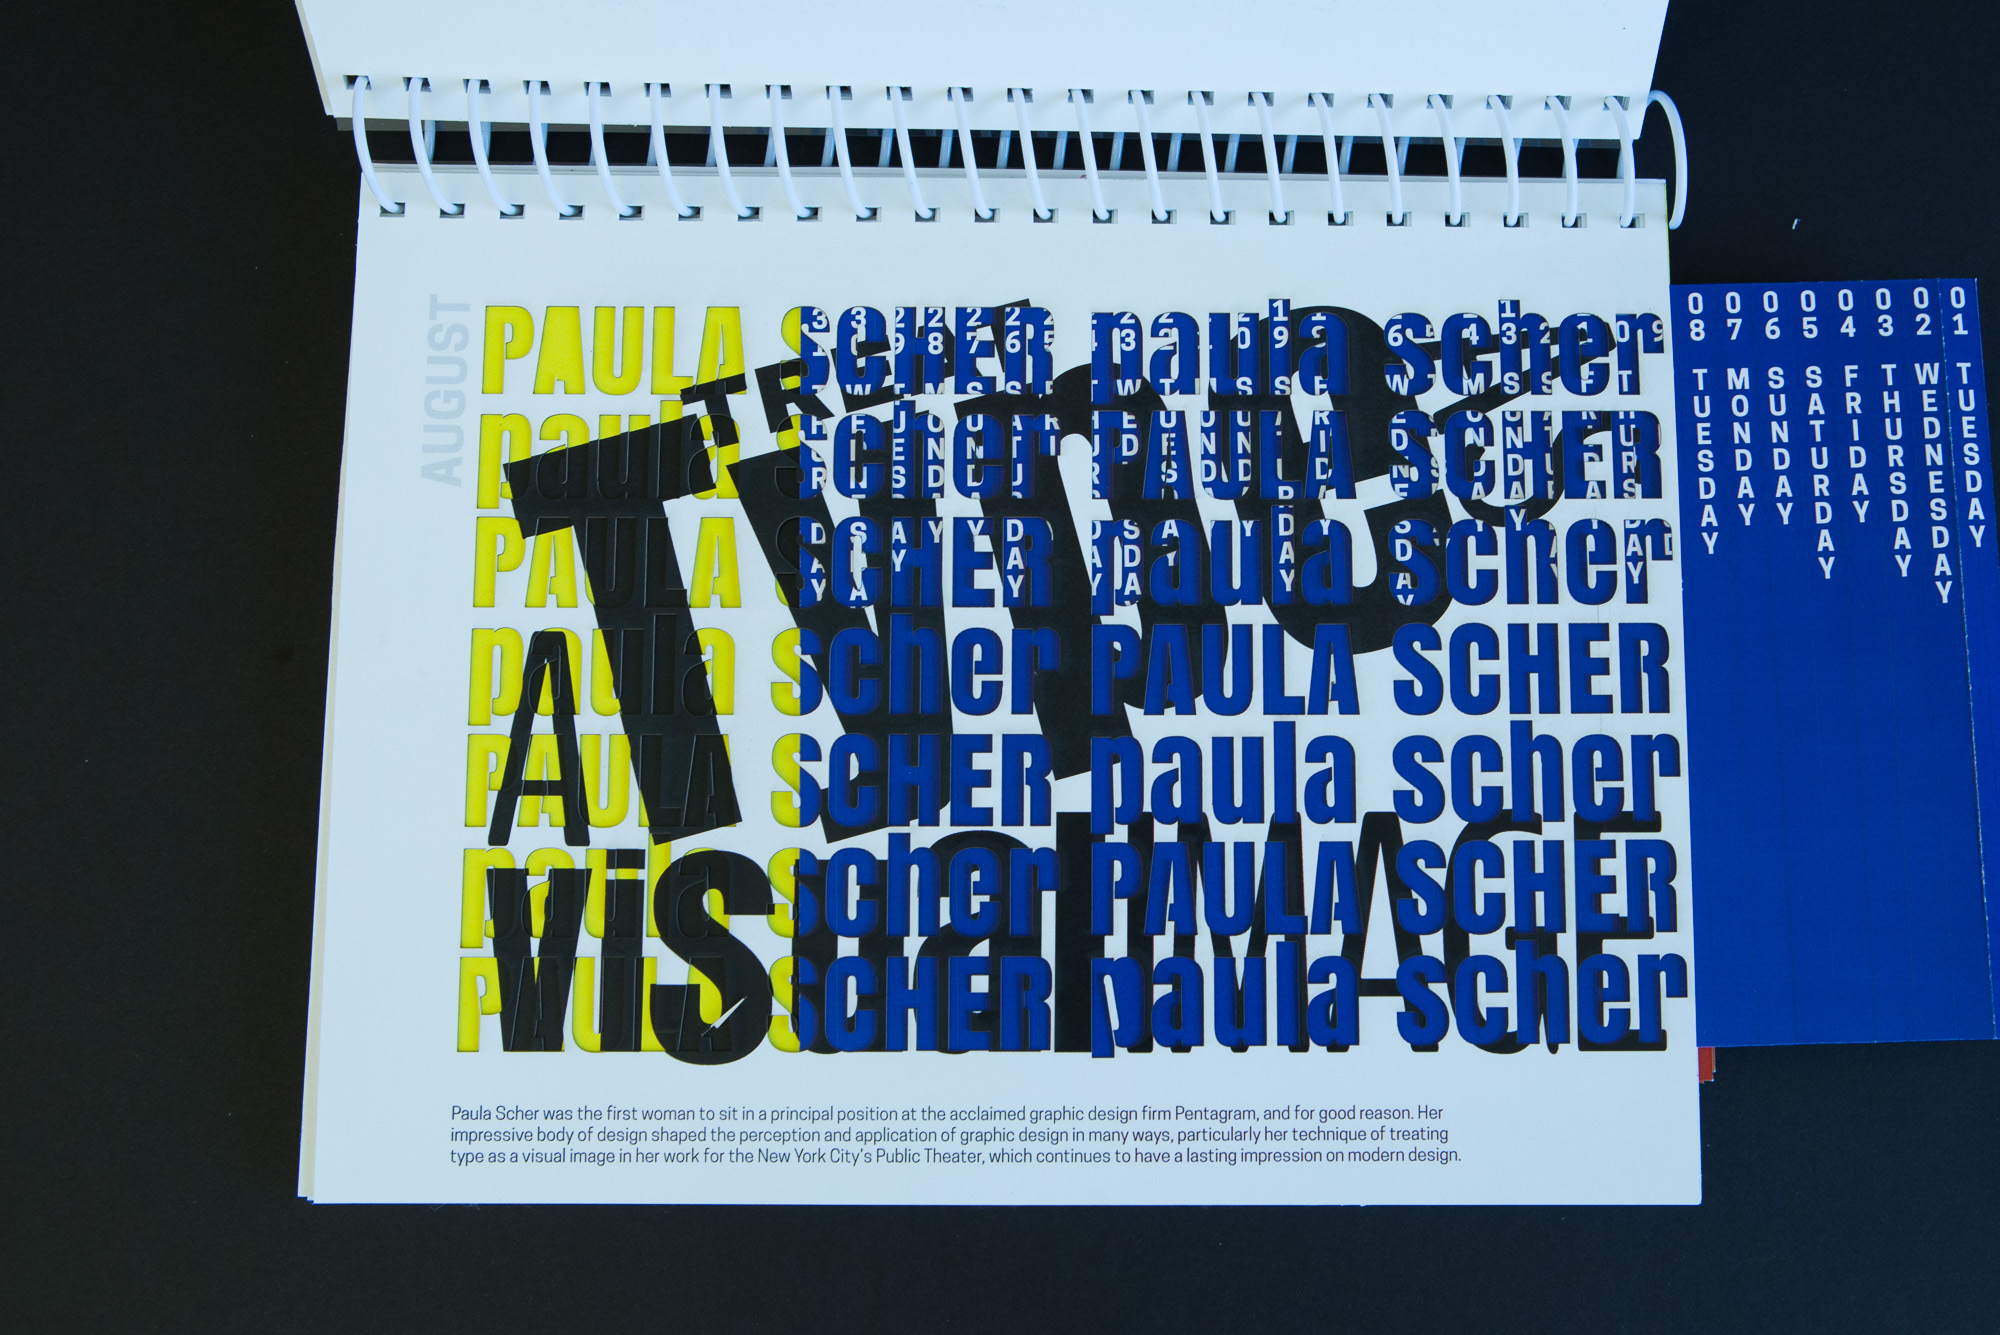 AUGUST
PAULA SCHER paula scher
paula scher PAULA SCHER
PAULA SCHER paula scher
paula scher PAULA SCHER
PAULA SCHER paula scher
paula scher PAULA SCHER
PAULA SCHER paula scher
TREAT
TYPE
AS
A
viSual IMAGE
08 TUESDAY
07 MONDAY
06 SUNDAY
05 SATURDAY
04 FRIDAY
03 THURSDAY
02 WEDNESDAY
01 TUESDAY
Paula Scher was the first woman to sit in a principal position at the acclaimed graphic design firm Pentagram, and for good reason. Her
impressive body of design shaped the perception and application of graphic design in many ways, particularly her technique of treating
type as a visual image in her work for the New York City's Public Theater, which continues to have a lasting impression on modern design.